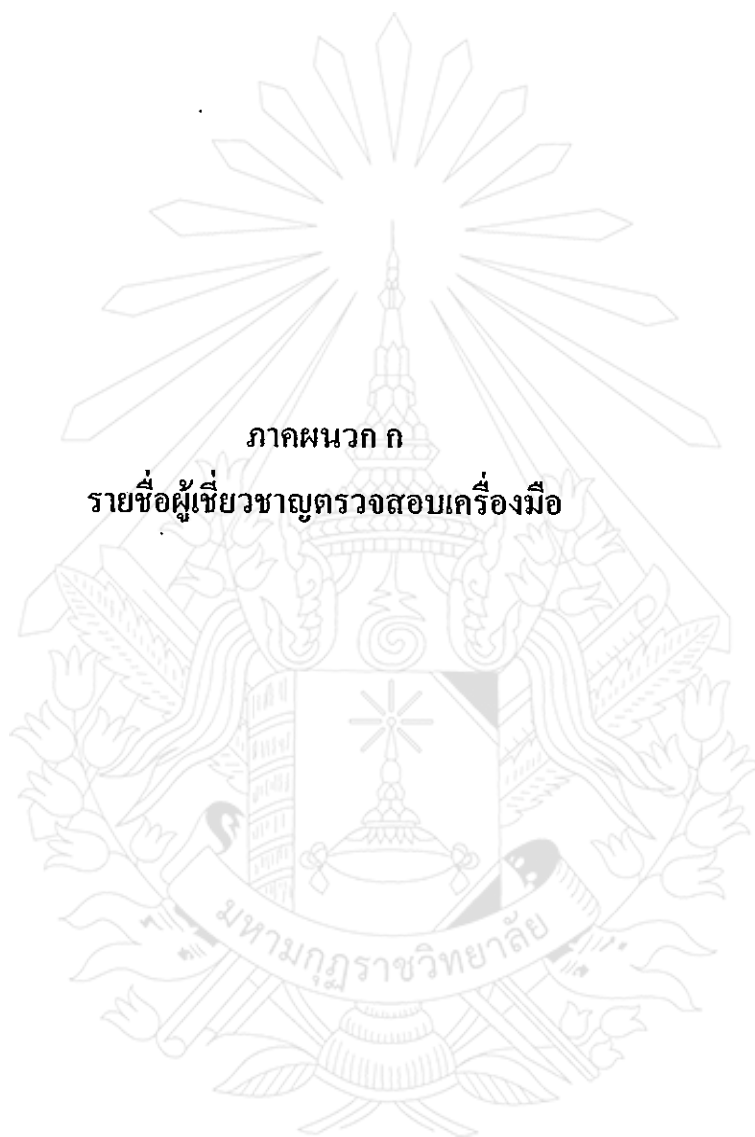 ภาคผนวก ก
รายชื่อผู้เชี่ยวชาญตรวจสอบเครื่องมือ
มหามกุฏราชวิทยาลัย